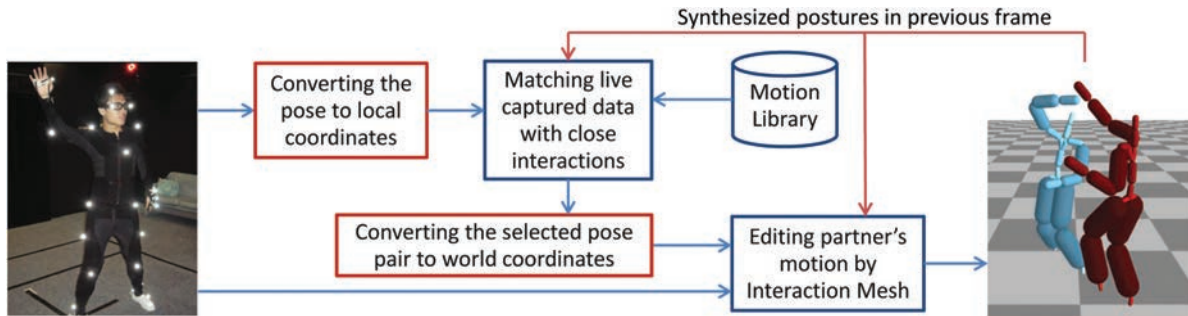 Synthesized postures in previous frame
Converting the
pose to local
coordinates
Matching live
captured data
with close
interactions
Motion
Library
Converting the selected pose
pair to world coordinates
Editing partner's
motion by
Interaction Mesh